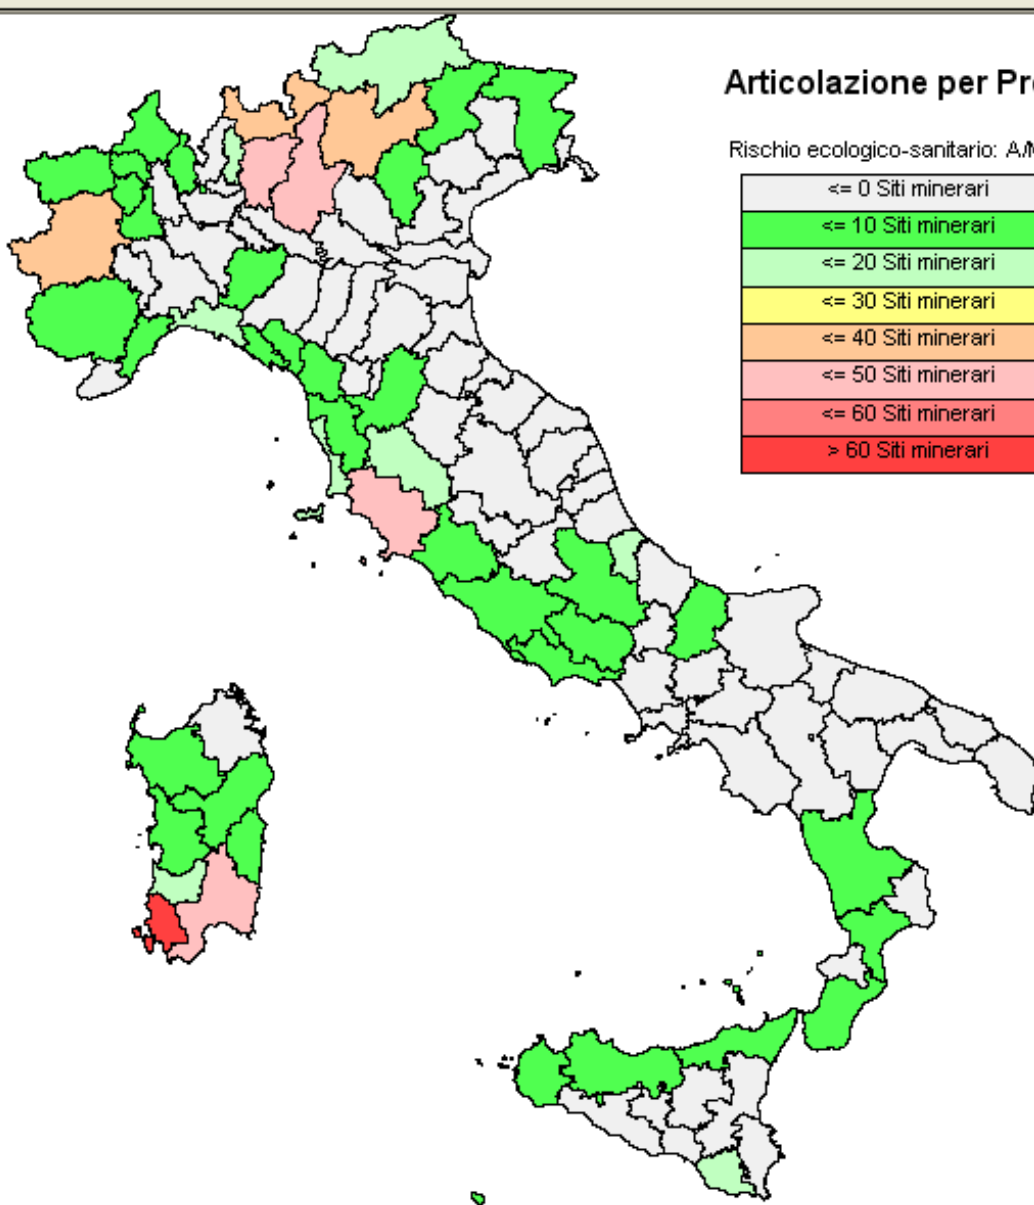 Articolazione per Pro
Rischio ecologico-sanitario: A/M
<= 0 Siti minerari
<= 10 Siti minerari
<= 20 Siti minerari
<= 30 Siti minerari
<= 40 Siti minerari
<= 50 Siti minerari
<= 60 Siti minerari
> 60 Siti minerari